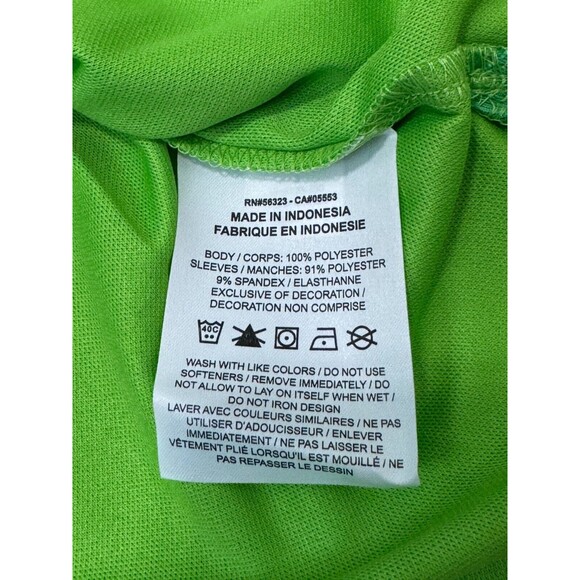 RN#56323 - CA#05553
MADE IN INDONESIA
FABRIQUE EN INDONESIE
BODY / CORPS: 100% POLYESTER
SLEEVES / MANCHES: 91% POLYESTER
9% SPANDEX / ELASTHANNE
EXCLUSIVE OF DECORATION /
DECORATION NON COMPRISE
40C
WASH WITH LIKE COLORS / DO NOT USE
SOFTENERS / REMOVE IMMEDIATELY / DO
NOT ALLOW TO LAY ON ITSELF WHEN WET /
DO NOT IRON DESIGN
LAVER AVEC COULEURS SIMILAIRES / NE PAS
UTILISER D'ADOUCISSEUR / ENLEVER
IMMEDIATEMENT / NE PAS LAISSER LE
VÊTEMENT PLIÉ LORSQU'IL EST MOUILLÉ / NE
PAS REPASSER LE DESSIN